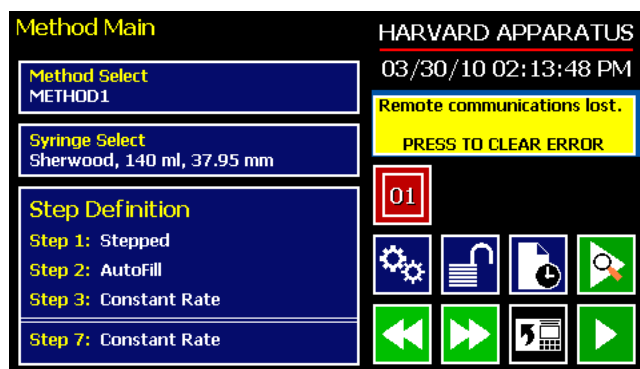 Method Main
Method Select
METHOD1
Syringe Select
Sherwood, 140 ml, 37.95 mm
Step Definition
Step 1: Stepped
Step 2: AutoFill
Step 3: Constant Rate
Step 7: Constant Rate
HARVARD APPARATUS
03/30/10 02:13:48 PM
Remote communications lost.
PRESS TO CLEAR ERROR
01